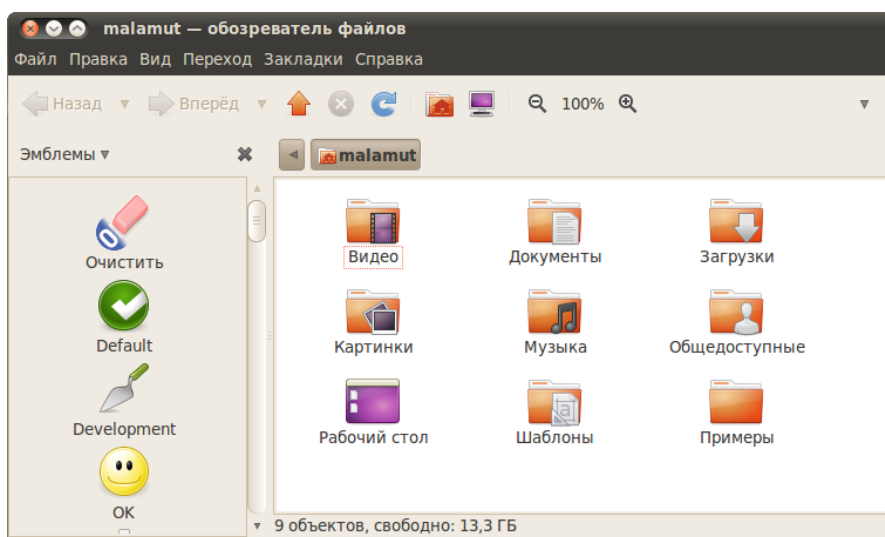 malamut — обозреватель файлов
Файл Правка Вид Переход Закладки Справка
Назад Вперёд 100%
Эмблемы malamut
Очистить
Default
Development
OK
Видео Документы Загрузки
Картинки Музыка Общедоступные
Рабочий стол Шаблоны Примеры
9 объектов, свободно: 13,3 ГБ